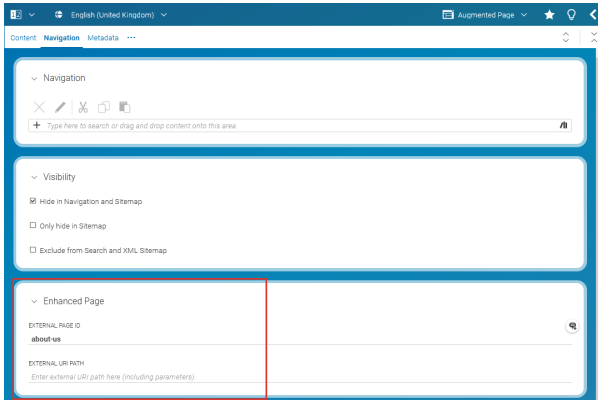 English (United Kingdom)
Augmented Page
Content Navigation Metadata ···
Navigation
+ Type here to search or drag and drop content onto this area.
Visibility
Hide in Navigation and Sitemap
Only hide in Sitemap
Exclude from Search and XML Sitemap
Enhanced Page
EXTERNAL PAGE ID
about-us
EXTERNAL URI PATH
Enter external URI path here (including parameters)